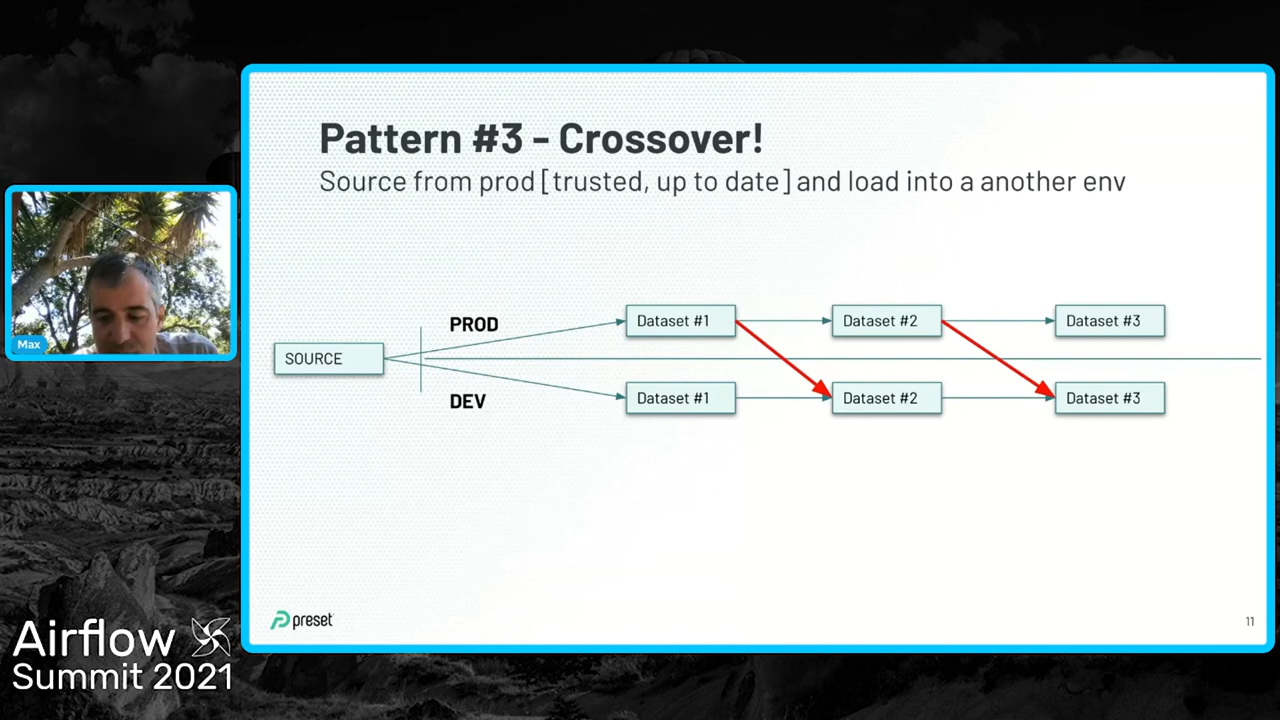 Pattern #3 - Crossover!
Source from prod [trusted, up to date] and load into a another env
PROD
Dataset #1
Dataset #2
Dataset #3
SOURCE
DEV
Dataset #1
Dataset #2
Dataset #3
Max
preset
11
Airflow
Summit 2021